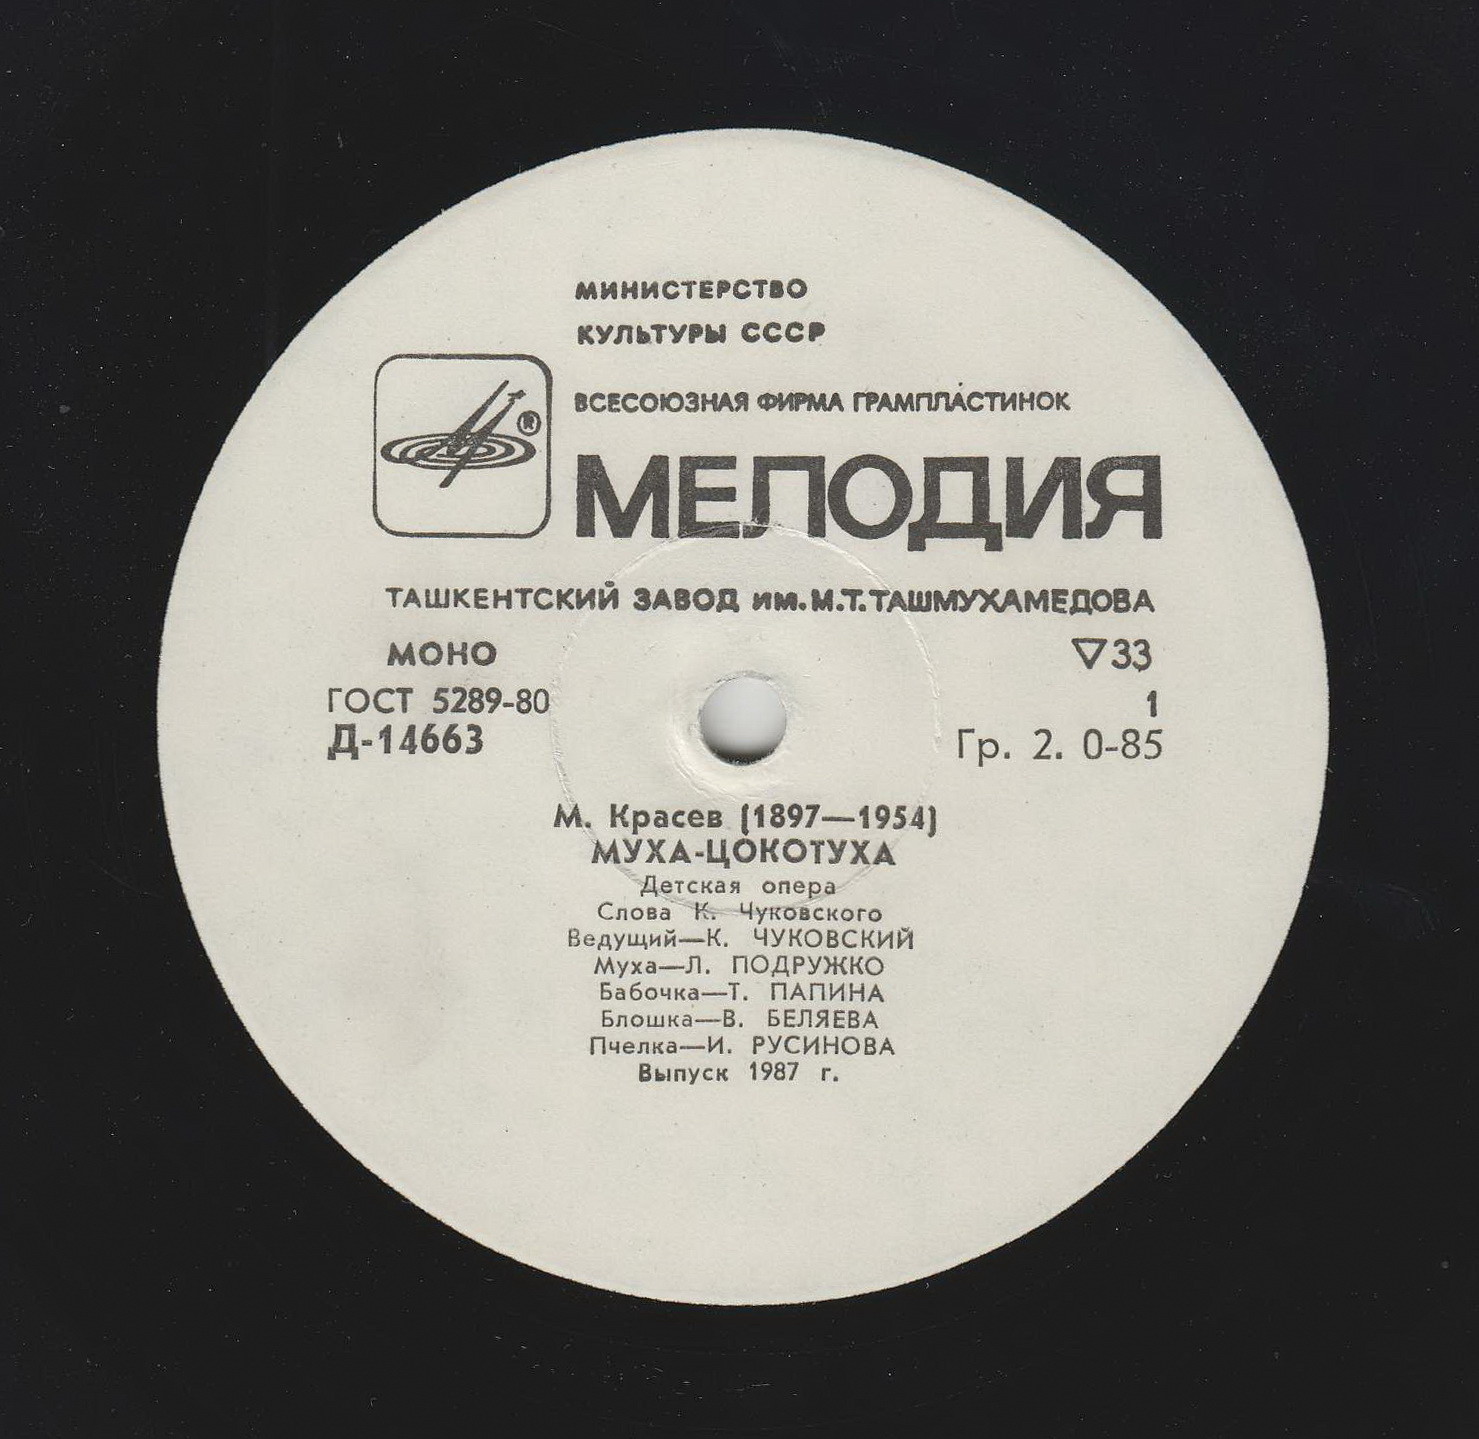 МИНИСТЕРСТВО
КУЛЬТУРЫ СССР
ВСЕСОЮЗНАЯ ФИРМА ГРАМПЛАСТИНОК
®
МЕЛОДИЯ
ТАШКЕНТСКИЙ ЗАВОД им. М.Т. ТАШМУХАМЕДОВА
МОНО ▽33
ГОСТ 5289-80 1
Д-14663 Гр. 2. 0-85
М. Красев (1897—1954)
МУХА-ЦОКОТУХА
Детская опера
Слова К. Чуковского
Ведущий—К. ЧУКОВСКИЙ
Муха—Л. ПОДРУЖКО
Бабочка—Т. ПАПИНА
Блошка—В. БЕЛЯЕВА
Пчелка—И. РУСИНОВА
Выпуск 1987 г.